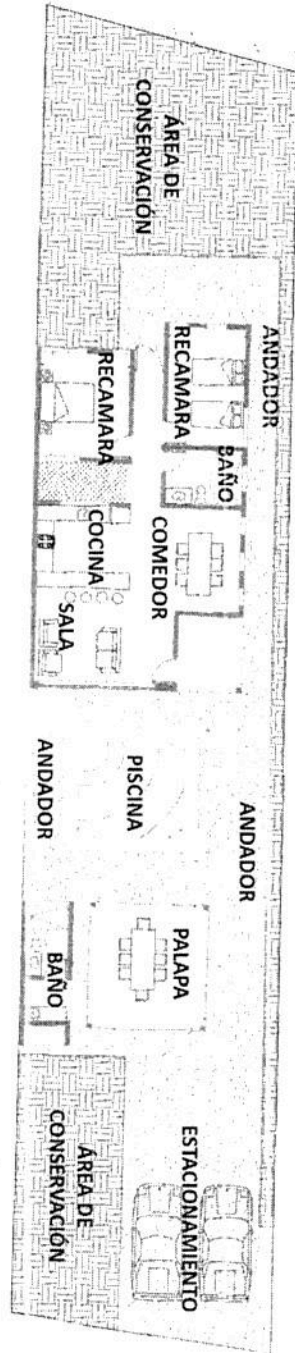 ÁREA DE
CONSERVACIÓN
ANDADOR
RECAMARA
BAÑO
RECAMARA
COMEDOR
COCINA
SALA
ANDADOR
PISCINA
ANDADOR
PALAPA
BAÑO
ESTACIONAMIENTO
ÁREA DE
CONSERVACIÓN